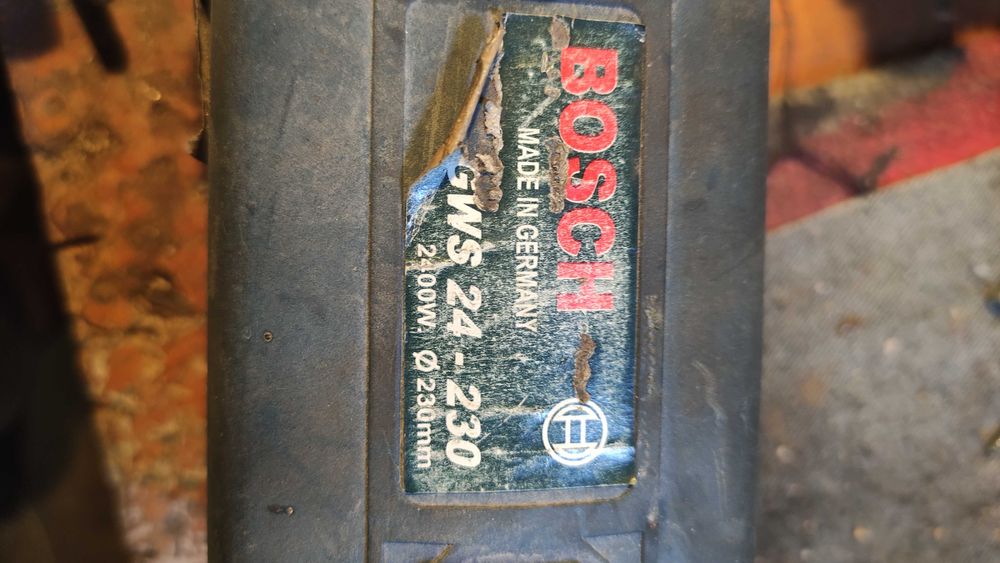 BOSCH
MADE IN GERMANY
GWS 24-230
2400W, Ø 230mm